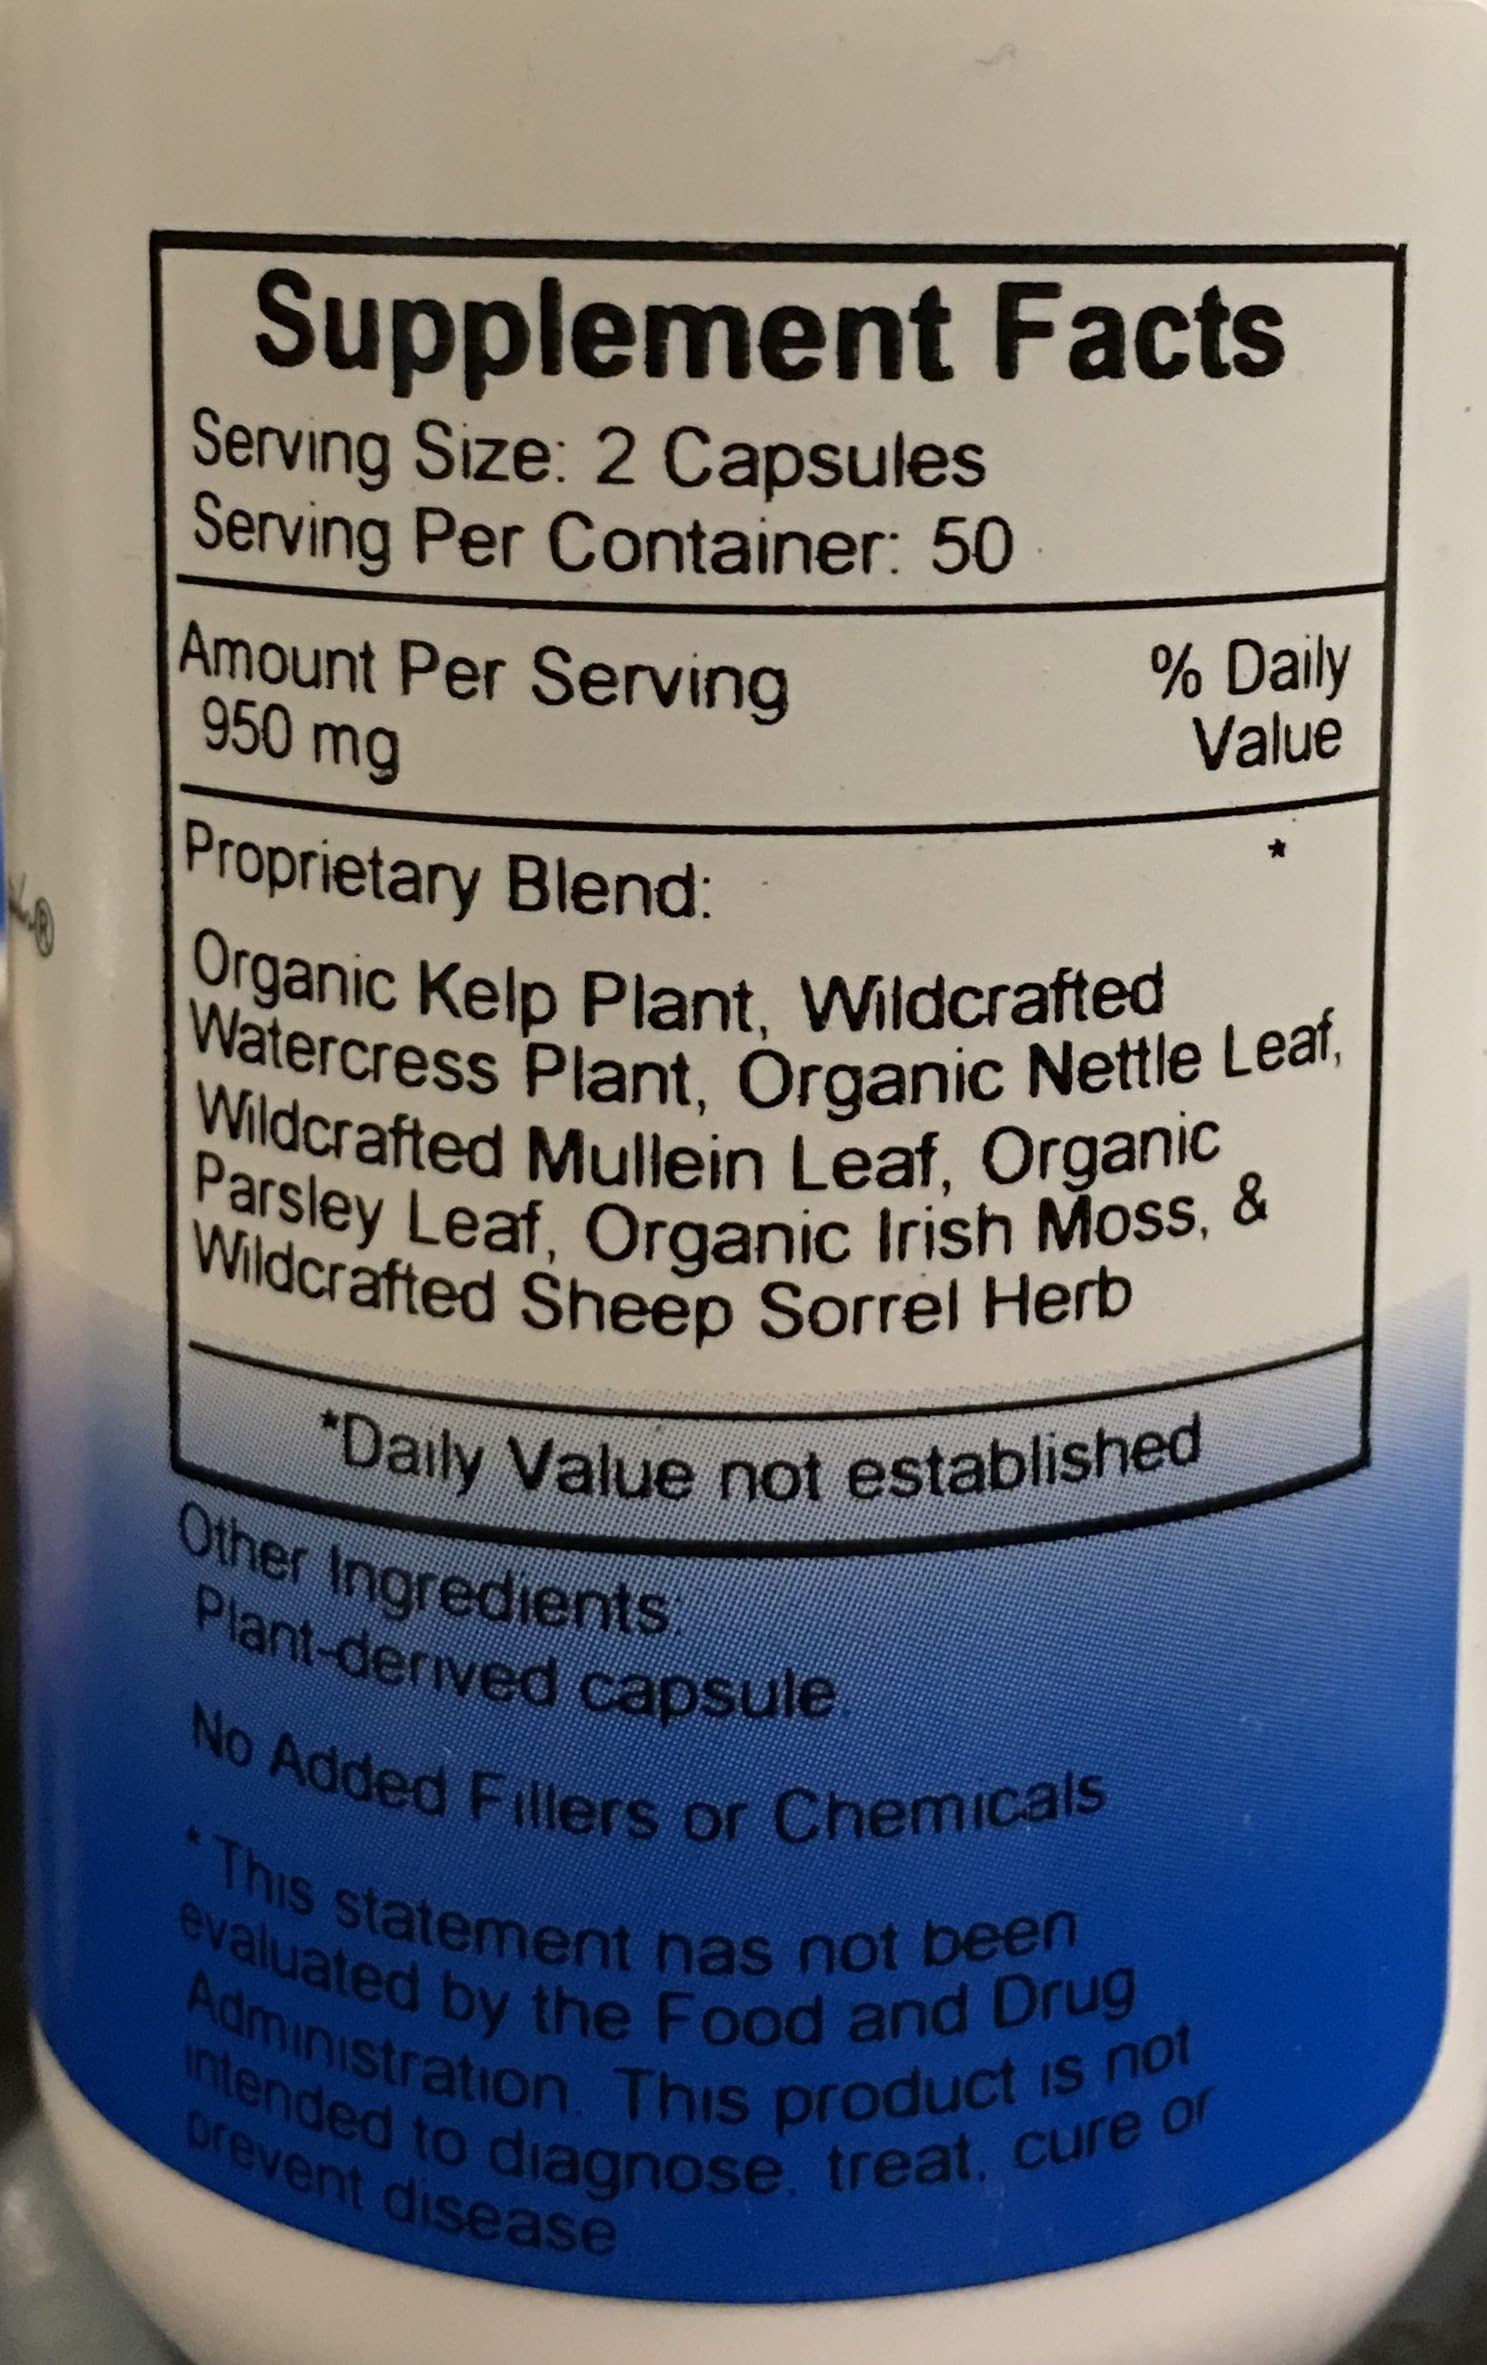 Supplement Facts
Serving Size: 2 Capsules
Serving Per Container: 50
Amount Per Serving
950 mg
% Daily
Value
Proprietary Blend:
*
Organic Kelp Plant, Wildcrafted
Watercress Plant, Organic Nettle Leaf,
Wildcrafted Mullein Leaf, Organic
Parsley Leaf, Organic Irish Moss, &
Wildcrafted Sheep Sorrel Herb
*Daily Value not established
Other Ingredients:
Plant-derived capsule.
No Added Fillers or Chemicals
* This statement has not been
evaluated by the Food and Drug
Administration. This product is not
intended to diagnose, treat, cure or
prevent disease
®